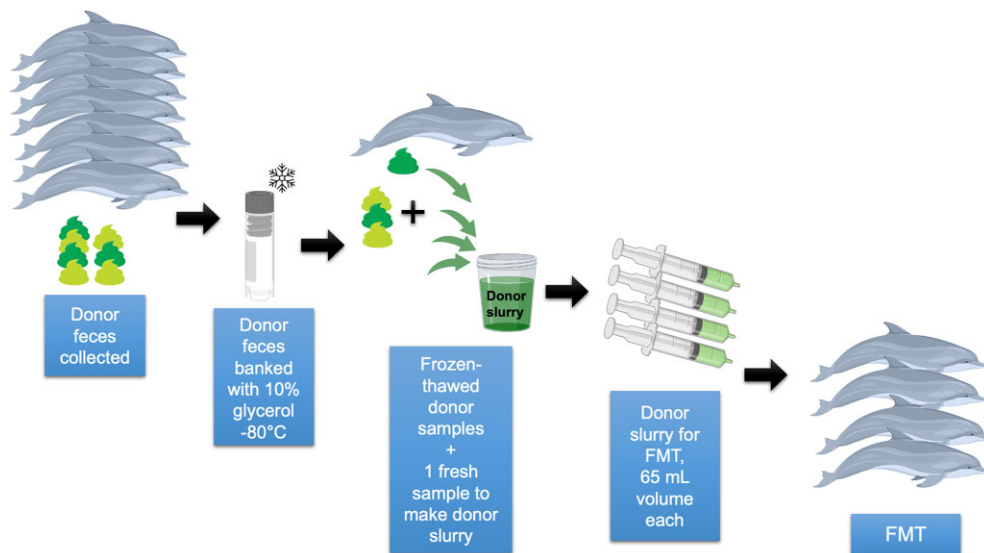 Donor
feces
collected
Donor
feces
banked
with 10%
glycerol
-80°C
+
Donor
slurry
Frozen-
thawed
donor
samples
+
1 fresh
sample to
make donor
slurry
Donor
slurry for
FMT,
65 mL
volume
each
FMT